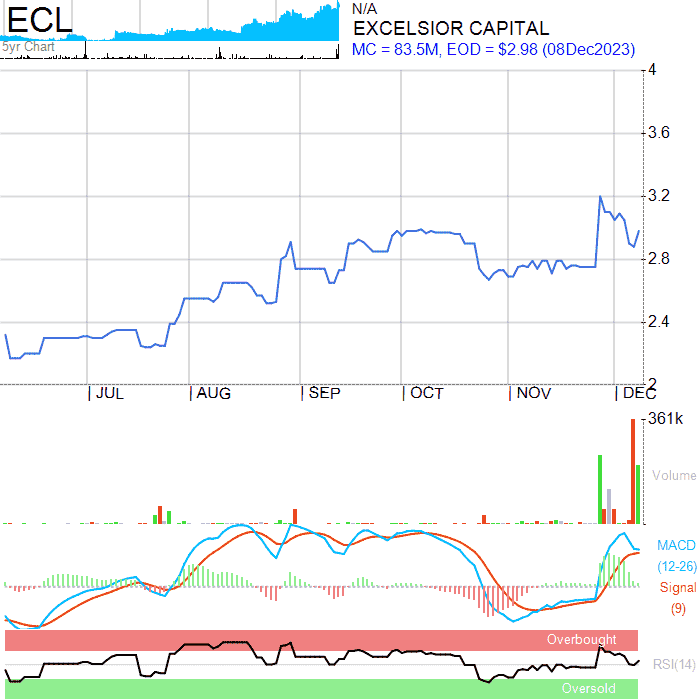 ECL
5yr Chart
N/A
EXCELSIOR CAPITAL
MC = 83.5M, EOD = $2.98 (08Dec2023)
4
3.6
3.2
2.8
2.4
2
JUL AUG SEP OCT NOV DEC
361k
Volume
MACD
(12-26)
Signal
(9)
Overbought
RSI(14)
Oversold